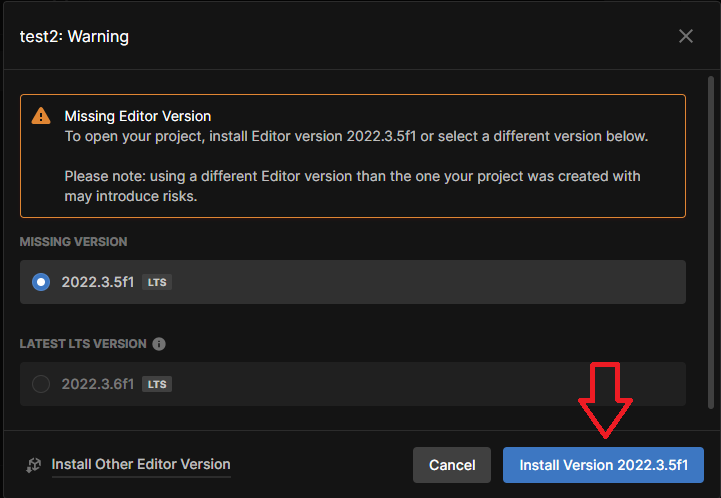 test2: Warning
Missing Editor Version
To open your project, install Editor version 2022.3.5f1 or select a different version below.
Please note: using a different Editor version than the one your project was created with
may introduce risks.
MISSING VERSION
2022.3.5f1 LTS
LATEST LTS VERSION
2022.3.6f1 LTS
Install Other Editor Version
Cancel
Install Version 2022.3.5f1